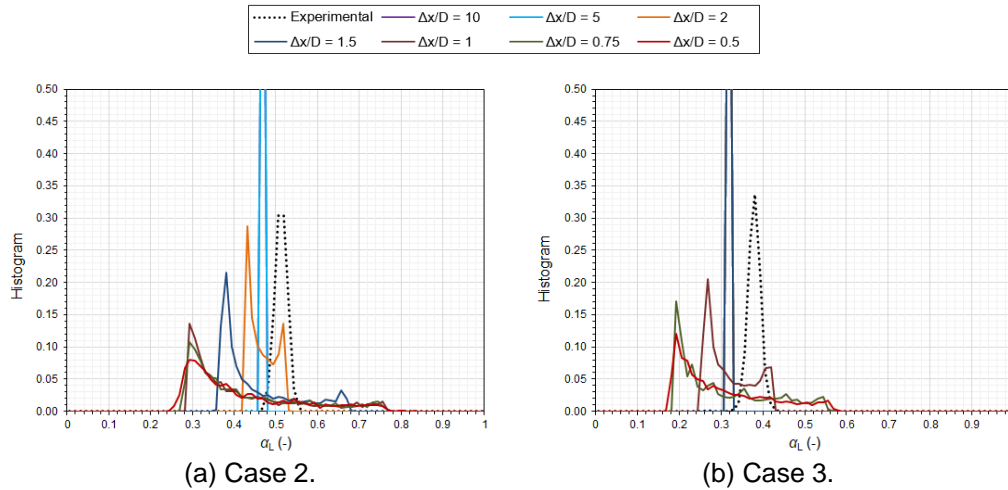 Experimental Δx/D = 10 Δx/D = 5 Δx/D = 2
Δx/D = 1.5 Δx/D = 1 Δx/D = 0.75 Δx/D = 0.5
0.50
0.45
0.40
0.35
0.30
0.25
0.20
0.15
0.10
0.05
0.00
Histogram
0 0.1 0.2 0.3 0.4 0.5 0.6 0.7 0.8 0.9 1
αL (-)
(a) Case 2.
0.50
0.45
0.40
0.35
0.30
0.25
0.20
0.15
0.10
0.05
0.00
Histogram
0 0.1 0.2 0.3 0.4 0.5 0.6 0.7 0.8 0.9 1
αL (-)
(b) Case 3.